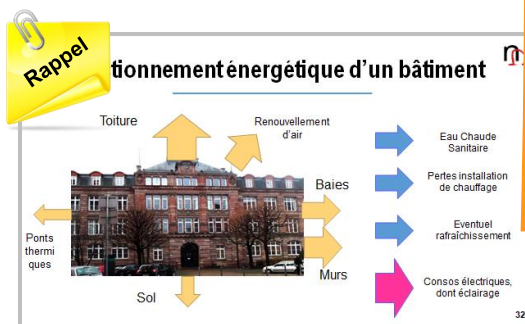 Rappel
tionnement énergétique d'un bâtiment
Toiture
Renouvellement
d'air
Eau Chaude
Sanitaire
Baies
Pertes installation
de chauffage
Ponts
thermi
ques
Eventuel
rafraîchissement
Murs
Sol
Consos électriques,
dont éclairage
32